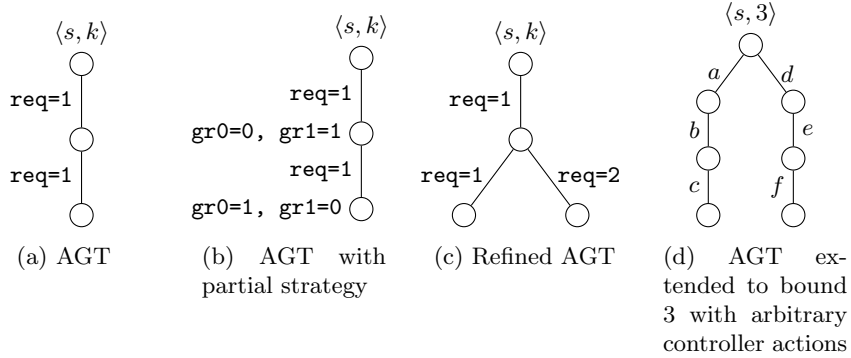 ⟨s, k⟩
req=1
req=1
(a) AGT
⟨s, k⟩
req=1
gr0=0, gr1=1
req=1
gr0=1, gr1=0
(b) AGT with
partial strategy
⟨s, k⟩
req=1
req=1 req=2
(c) Refined AGT
⟨s, 3⟩
a d
b e
c f
(d) AGT ex-
tended to bound
3 with arbitrary
controller actions